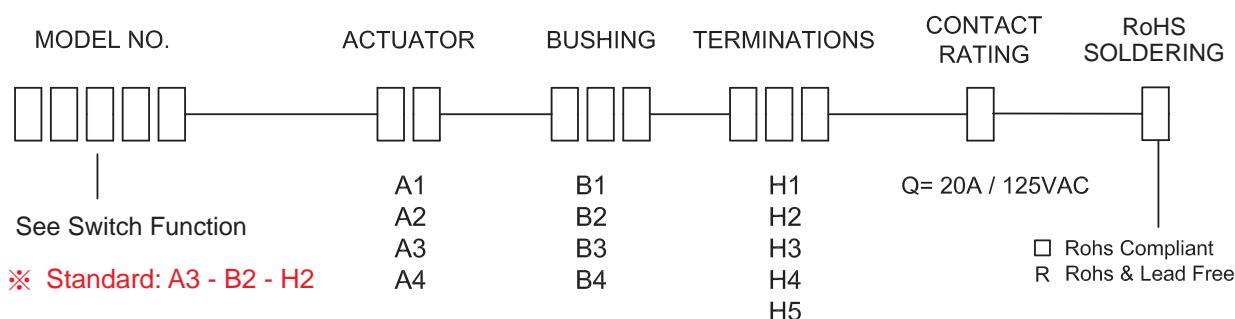 MODEL NO.
ACTUATOR
BUSHING
TERMINATIONS
CONTACT
RATING
RoHS
SOLDERING
See Switch Function
※ Standard: A3 - B2 - H2
A1
A2
A3
A4
B1
B2
B3
B4
H1
H2
H3
H4
H5
Q= 20A / 125VAC
□ Rohs Compliant
R Rohs & Lead Free